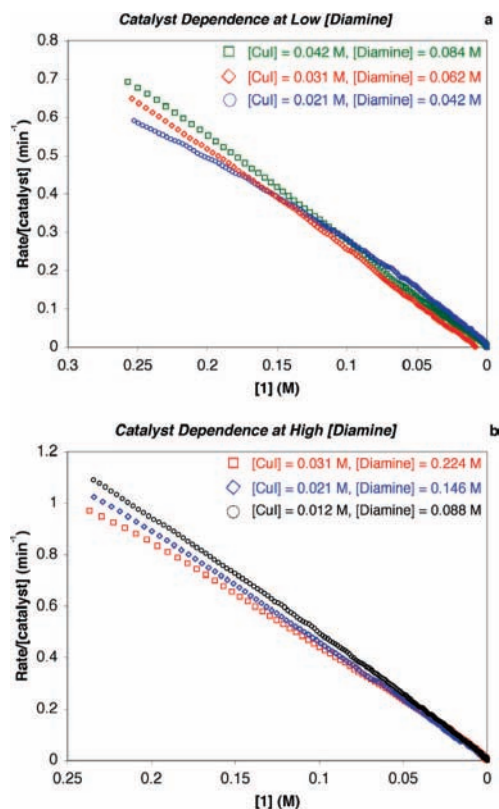 Catalyst Dependence at Low [Diamine]
a
0.8
0.7
0.6
0.5
0.4
0.3
0.2
0.1
0
Rate/[catalyst] (min⁻¹)
[CuI] = 0.042 M, [Diamine] = 0.084 M
[CuI] = 0.031 M, [Diamine] = 0.062 M
[CuI] = 0.021 M, [Diamine] = 0.042 M
0.3 0.25 0.2 0.15 0.1 0.05 0
[1] (M)
Catalyst Dependence at High [Diamine]
b
1.2
1
0.8
0.6
0.4
0.2
0
Rate/[catalyst] (min⁻¹)
[CuI] = 0.031 M, [Diamine] = 0.224 M
[CuI] = 0.021 M, [Diamine] = 0.146 M
[CuI] = 0.012 M, [Diamine] = 0.088 M
0.25 0.2 0.15 0.1 0.05 0
[1] (M)